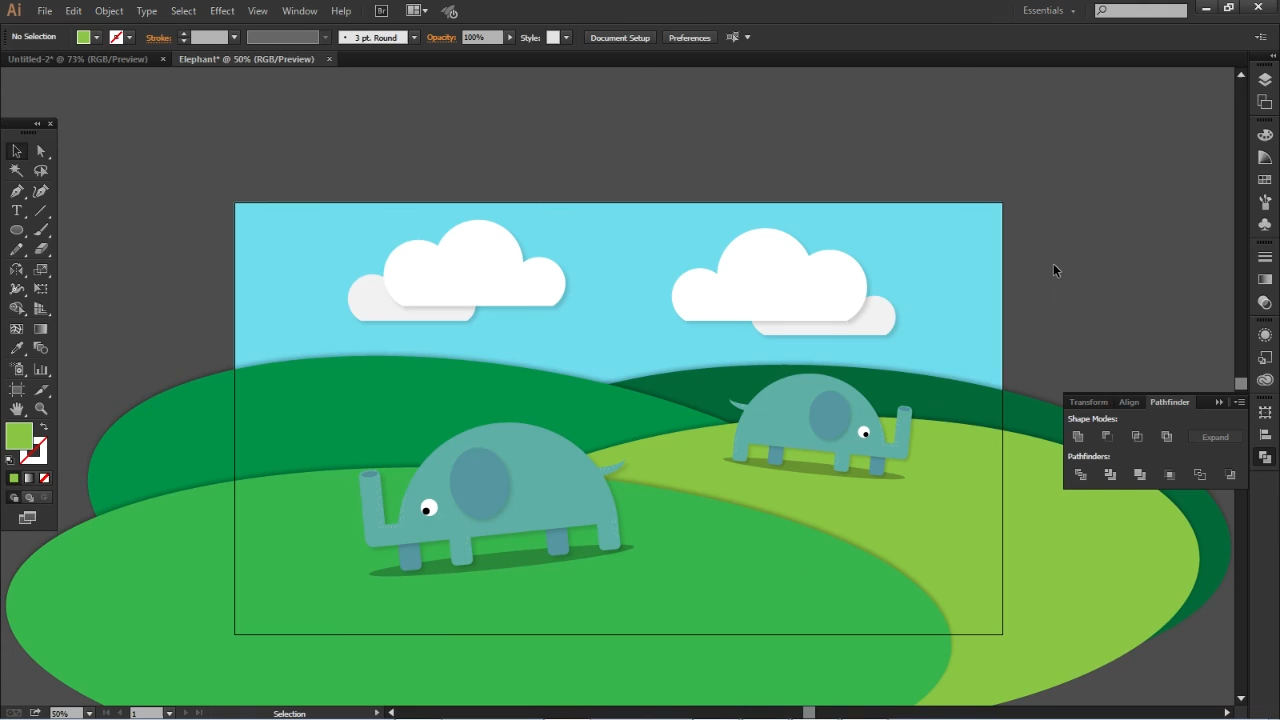 Ai File Edit Object Type Select Effect View Window Help Br Essentials
No Selection Stroke: 3 pt. Round Opacity: 100% Style: Document Setup Preferences
Untitled-2* @ 73% (RGB/Preview) × Elephant* @ 50% (RGB/Preview) ×
T
Transform Align Pathfinder
Shape Modes:
Expand
Pathfinders:
50% 1 Selection